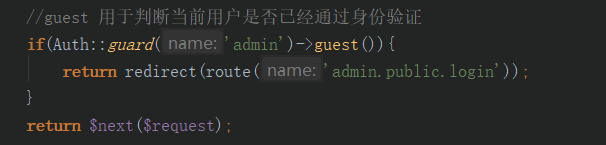 //guest 用于判断当前用户是否已经通过身份验证
if(Auth::guard( name: 'admin')->guest()){
return redirect(route( name: 'admin.public.login'));
}
return $next($request);